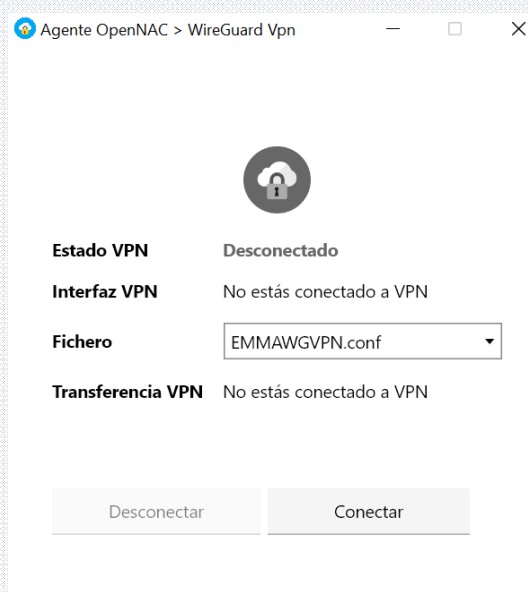 Agente OpenNAC > WireGuard Vpn
Estado VPN Desconectado
Interfaz VPN No estás conectado a VPN
Fichero EMMAWGVPN.conf
Transferencia VPN No estás conectado a VPN
Desconectar Conectar